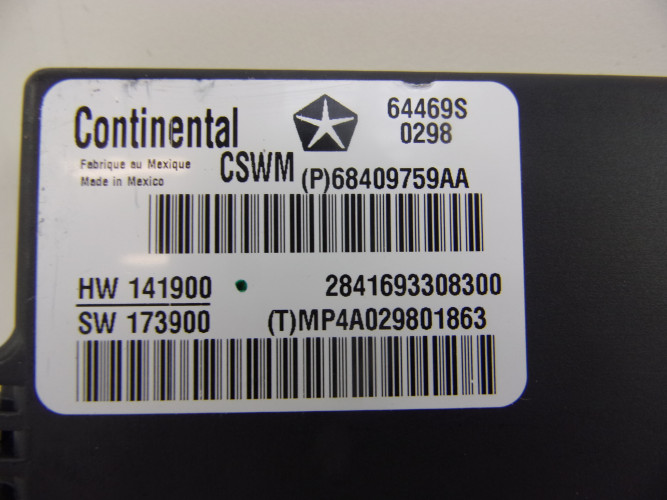 Continental
64469S
0298
Fabrique au Mexique
Made in Mexico
CSWM (P)68409759AA
HW 141900 2841693308300
SW 173900 (T)MP4A029801863